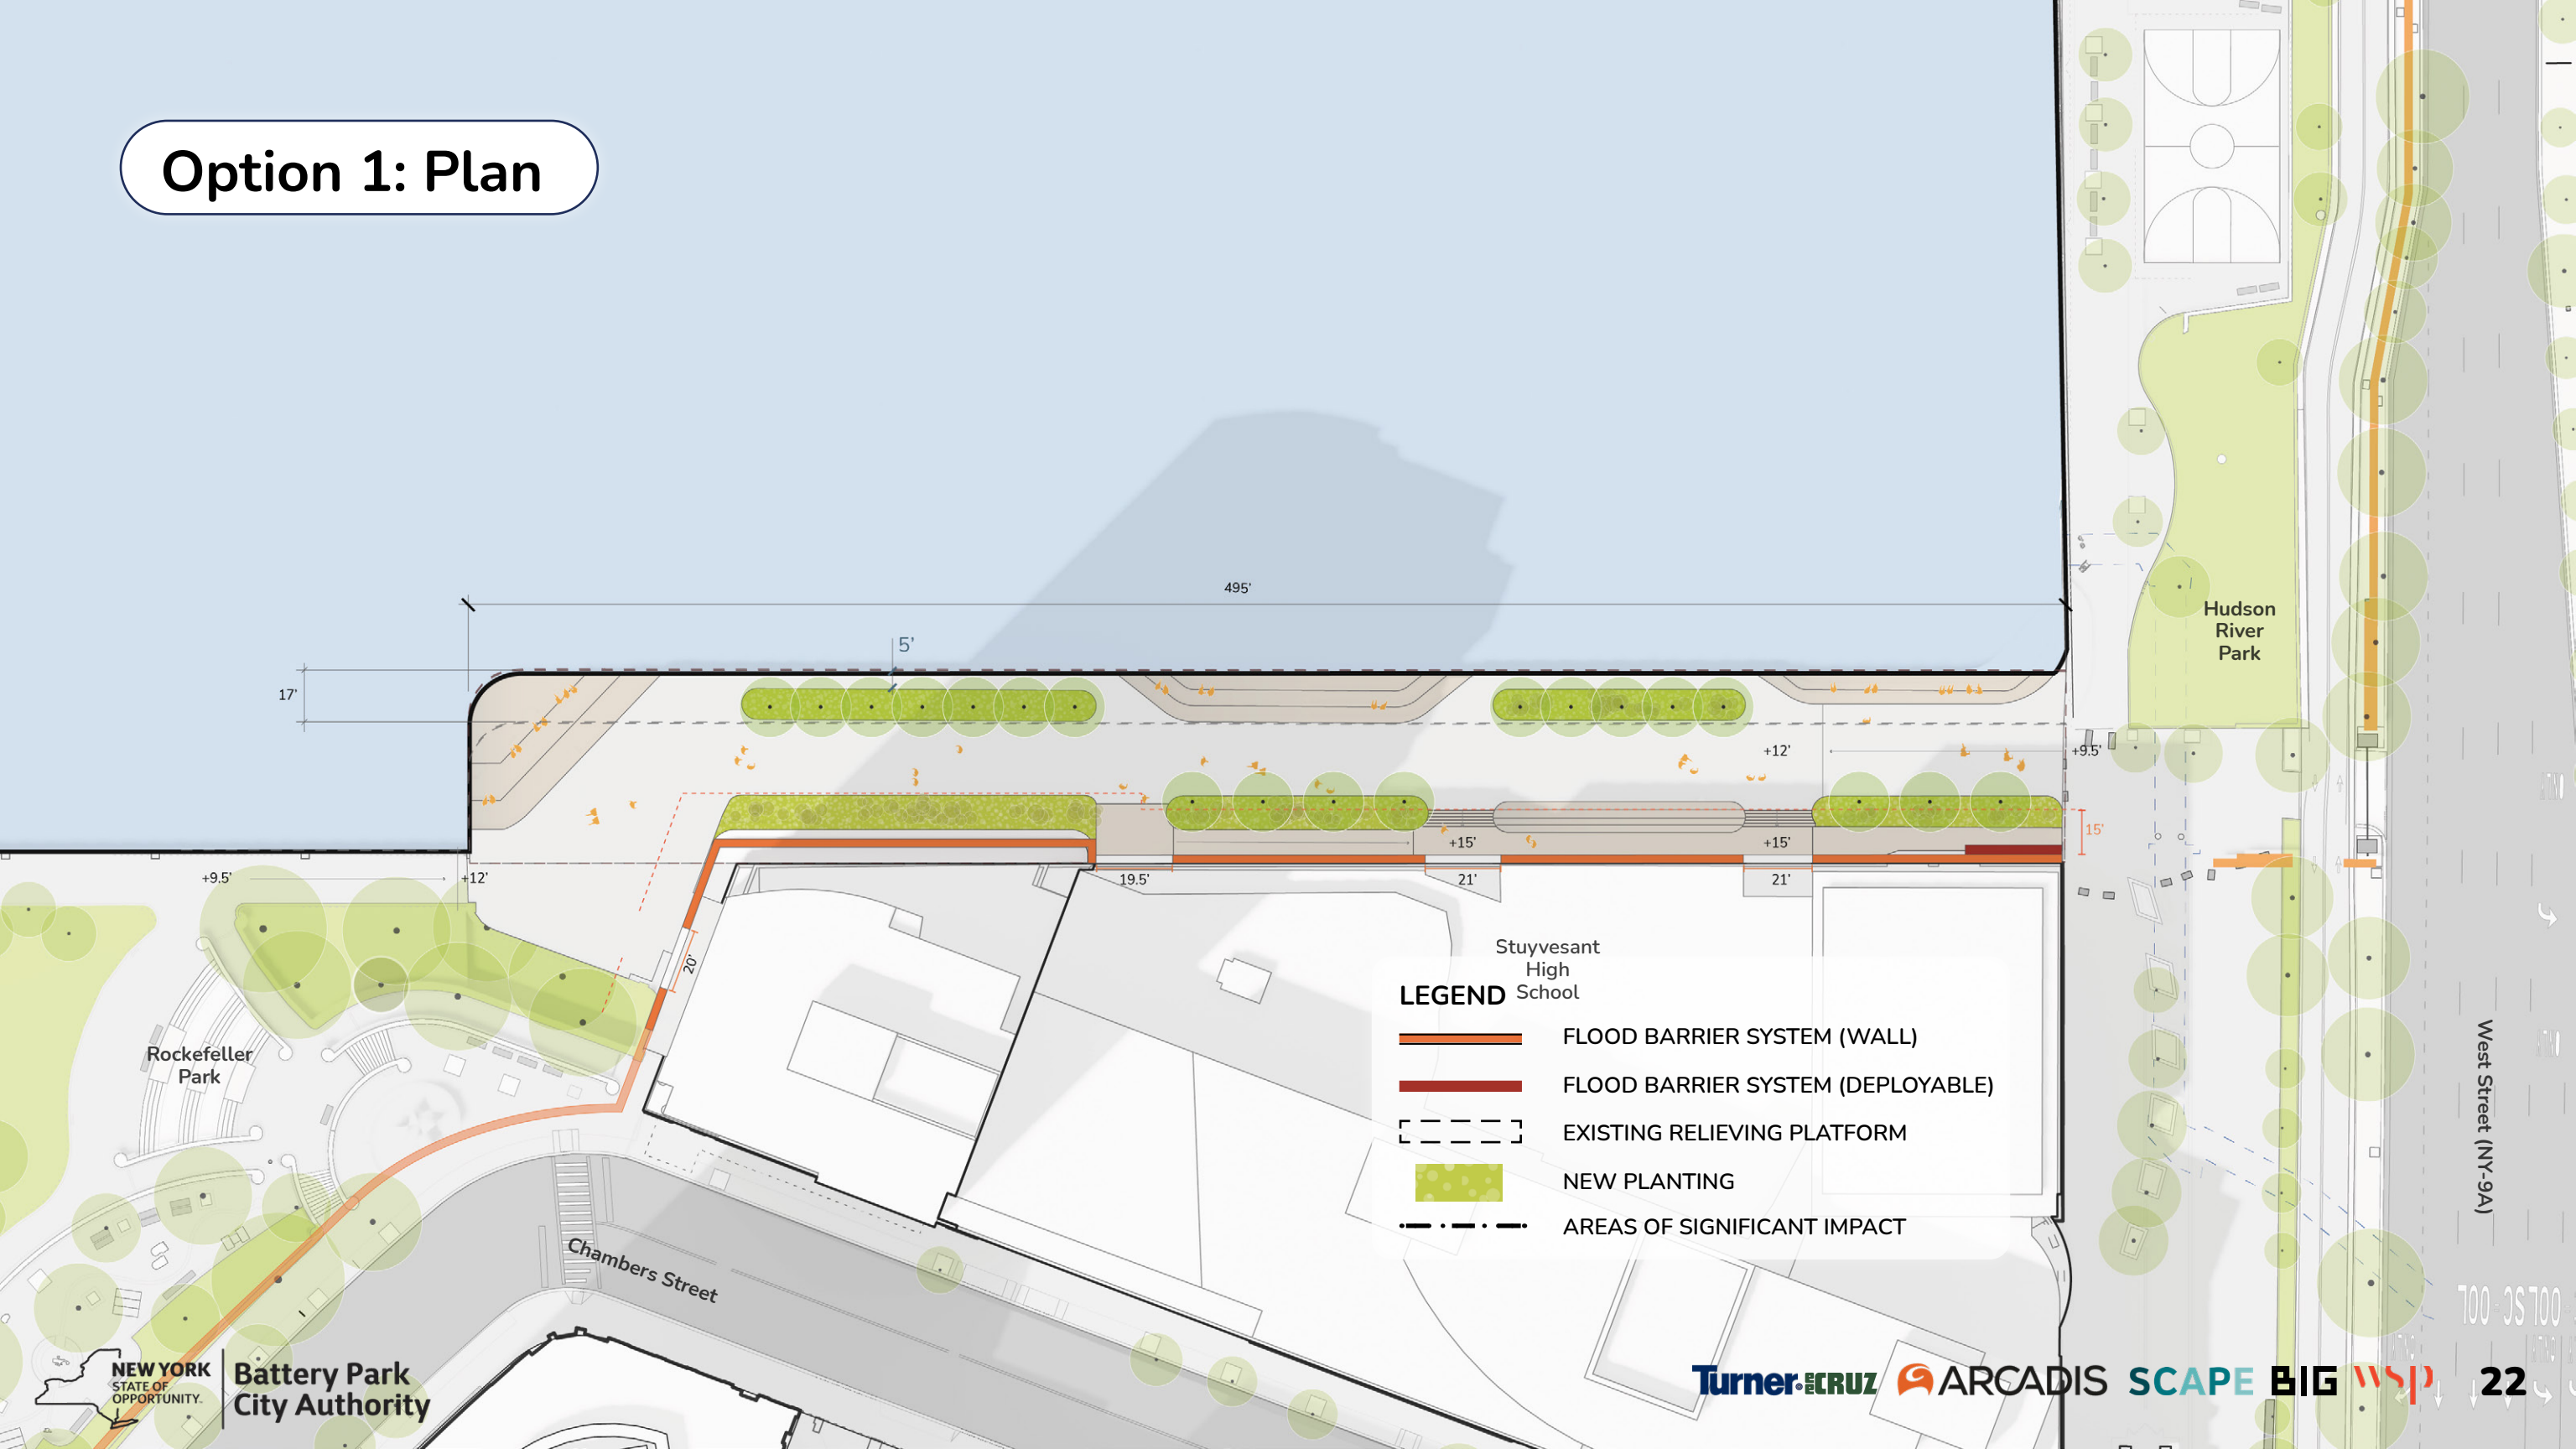 Option 1: Plan
495'
5'
17'
Hudson
River
Park
+12'
+9.5'
15'
+15'
+15'
+9.5'
+12'
19.5'
21'
21'
20'
Stuyvesant
High
School
LEGEND
FLOOD BARRIER SYSTEM (WALL)
FLOOD BARRIER SYSTEM (DEPLOYABLE)
EXISTING RELIEVING PLATFORM
NEW PLANTING
AREAS OF SIGNIFICANT IMPACT
Rockefeller
Park
Chambers Street
West Street (NY-9A)
NEW YORK
STATE OF
OPPORTUNITY.
Battery Park
City Authority
Turner
CRUZ
ARCADIS
SCAPE
BIG
wsp
22